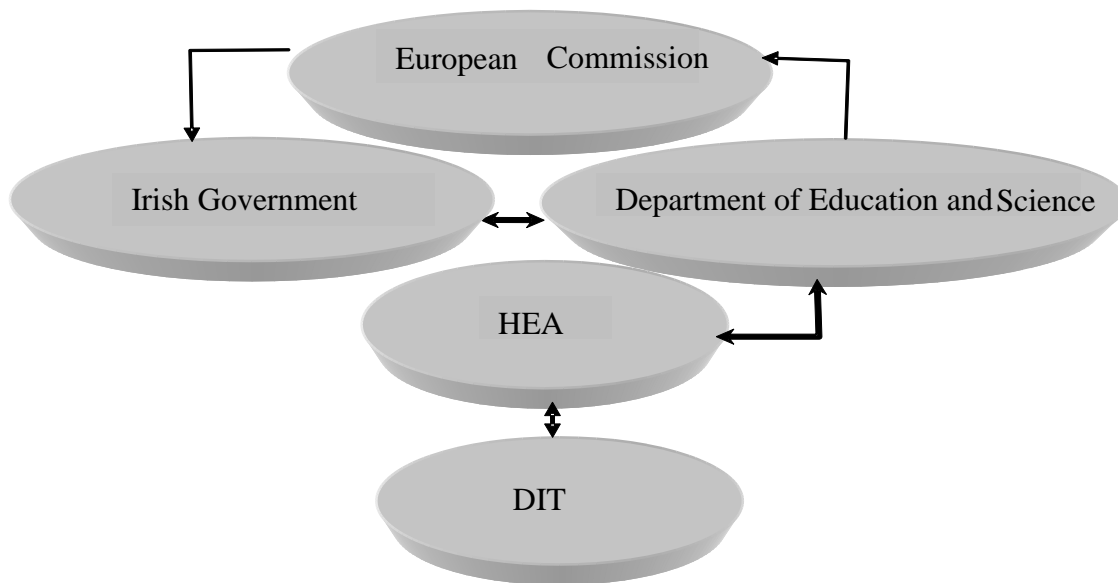 European Commission
Irish Government
Department of Education and Science
HEA
DIT